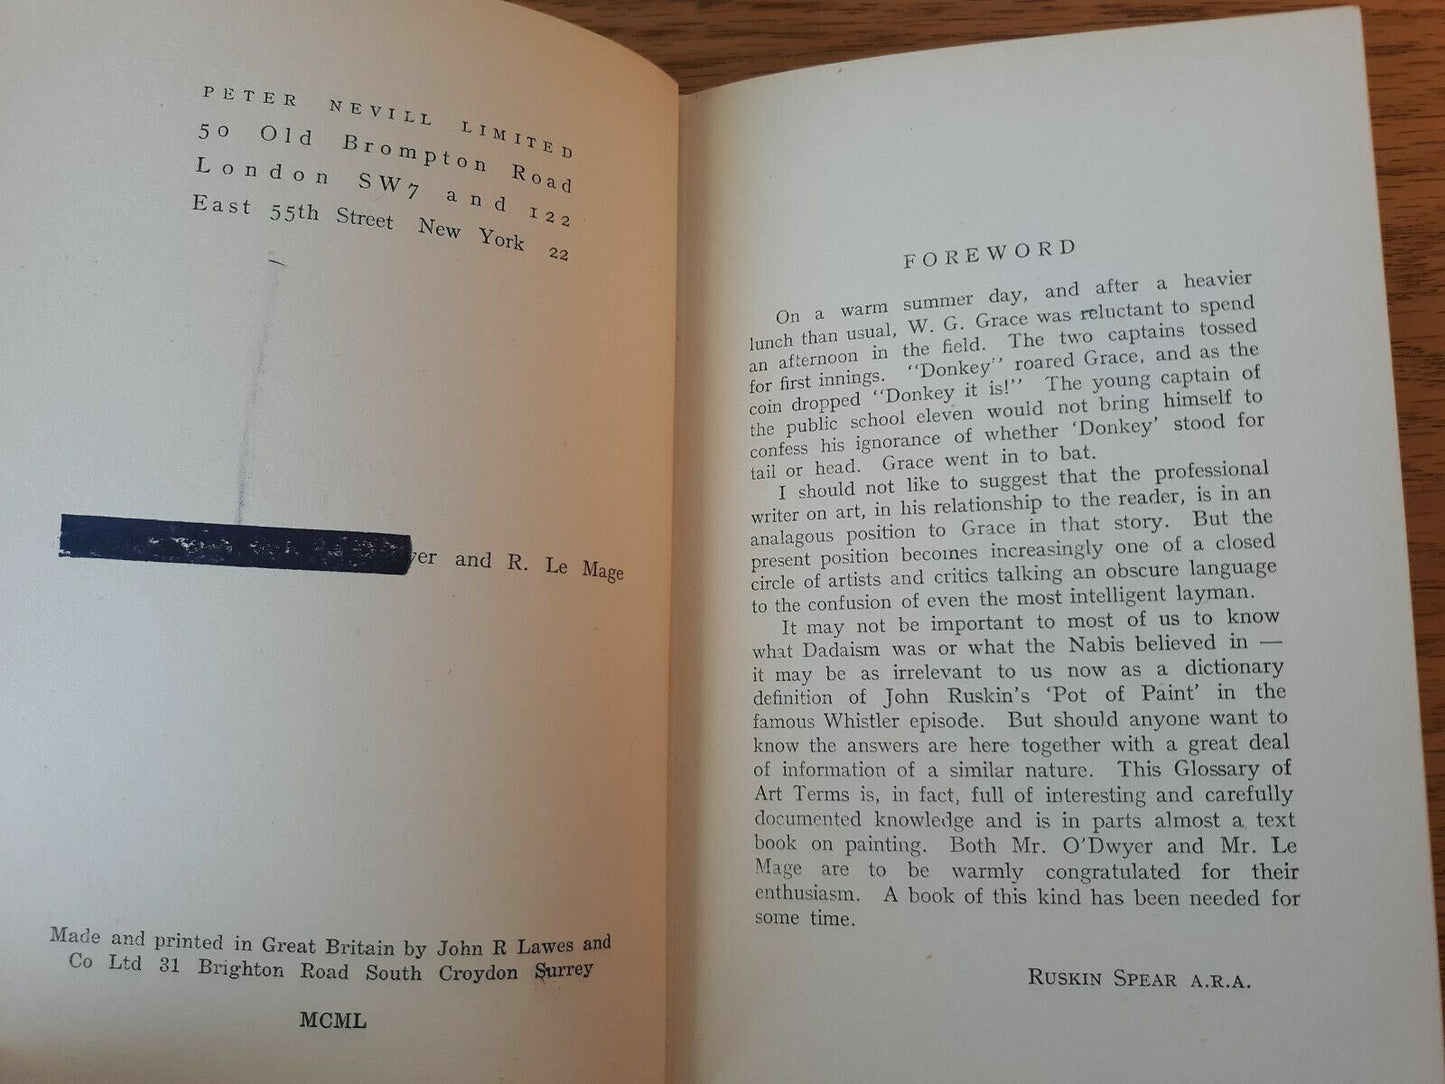 PETER NEVILL LIMITED
50 Old Brompton Road
London SW7 and 122
East 55th Street New York 22
yer and R. Le Mage
Made and printed in Great Britain by John R Lawes and
Co Ltd 31 Brighton Road South Croydon Surrey
MCML
FOREWORD
On a warm summer day, and after a heavier
lunch than usual, W. G. Grace was reluctant to spend
an afternoon in the field. The two captains tossed
for first innings. "Donkey" roared Grace, and as the
coin dropped "Donkey it is!" The young captain of
the public school eleven would not bring himself to
confess his ignorance of whether 'Donkey' stood for
tail or head. Grace went in to bat.
I should not like to suggest that the professional
writer on art, in his relationship to the reader, is in an
analagous position to Grace in that story. But the
present position becomes increasingly one of a closed
circle of artists and critics talking an obscure language
to the confusion of even the most intelligent layman.
It may not be important to most of us to know
what Dadaism was or what the Nabis believed in —
it may be as irrelevant to us now as a dictionary
definition of John Ruskin's 'Pot of Paint' in the
famous Whistler episode. But should anyone want to
know the answers are here together with a great deal
of information of a similar nature. This Glossary of
Art Terms is, in fact, full of interesting and carefully
documented knowledge and is in parts almost a text
book on painting. Both Mr. O'Dwyer and Mr. Le
Mage are to be warmly congratulated for their
enthusiasm. A book of this kind has been needed for
some time.
RUSKIN SPEAR A.R.A.